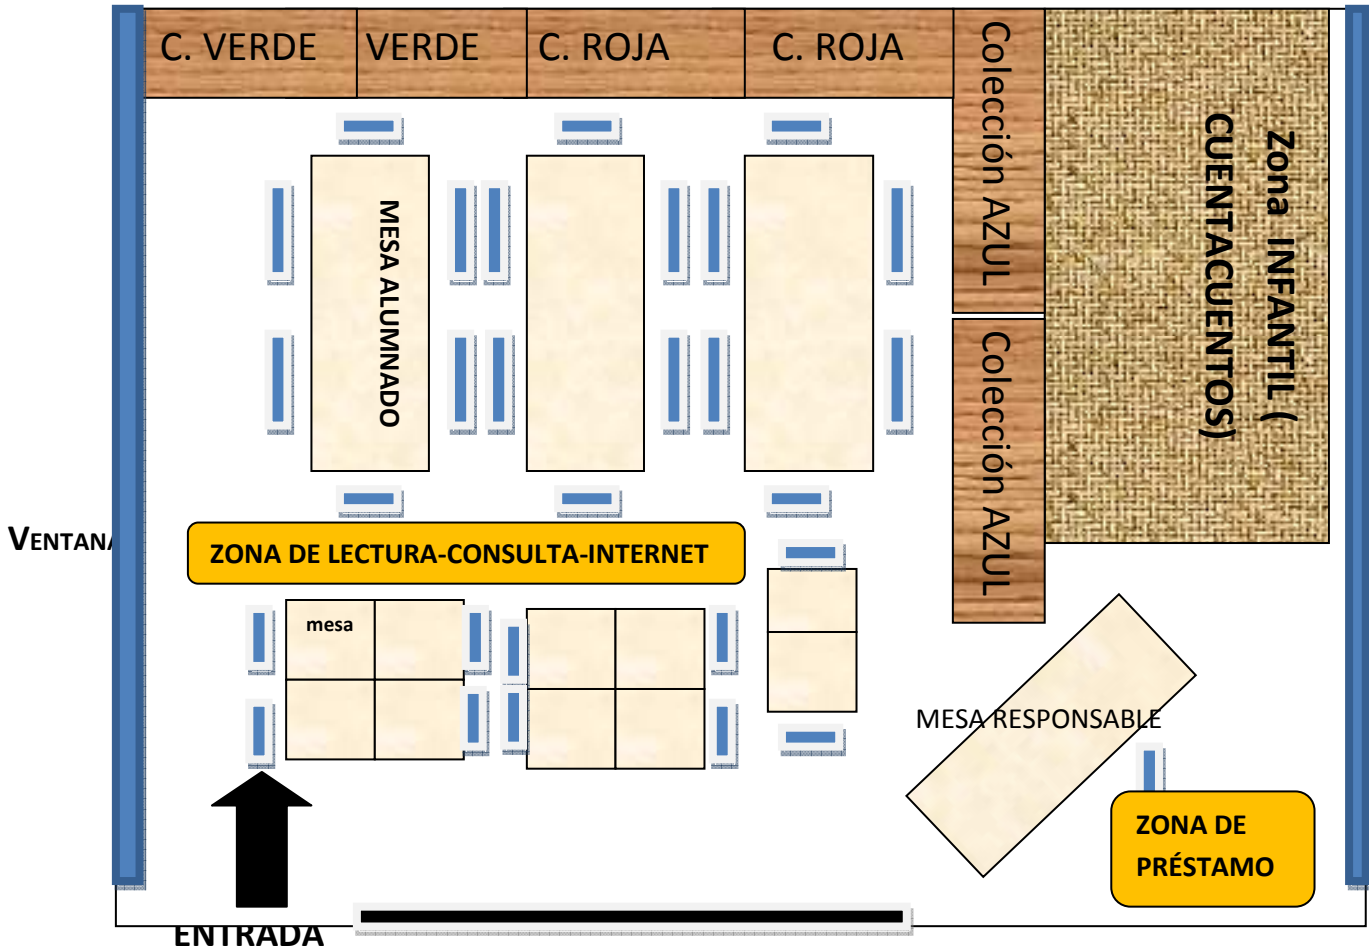 C. VERDE
VERDE
C. ROJA
C. ROJA
Colección AZUL
Zona INFANTIL (
CUENTACUENTOS)
MESA ALUMNADO
Colección AZUL
VENTANA
ZONA DE LECTURA-CONSULTA-INTERNET
mesa
MESA RESPONSABLE
ZONA DE
PRÉSTAMO
ENTRADA